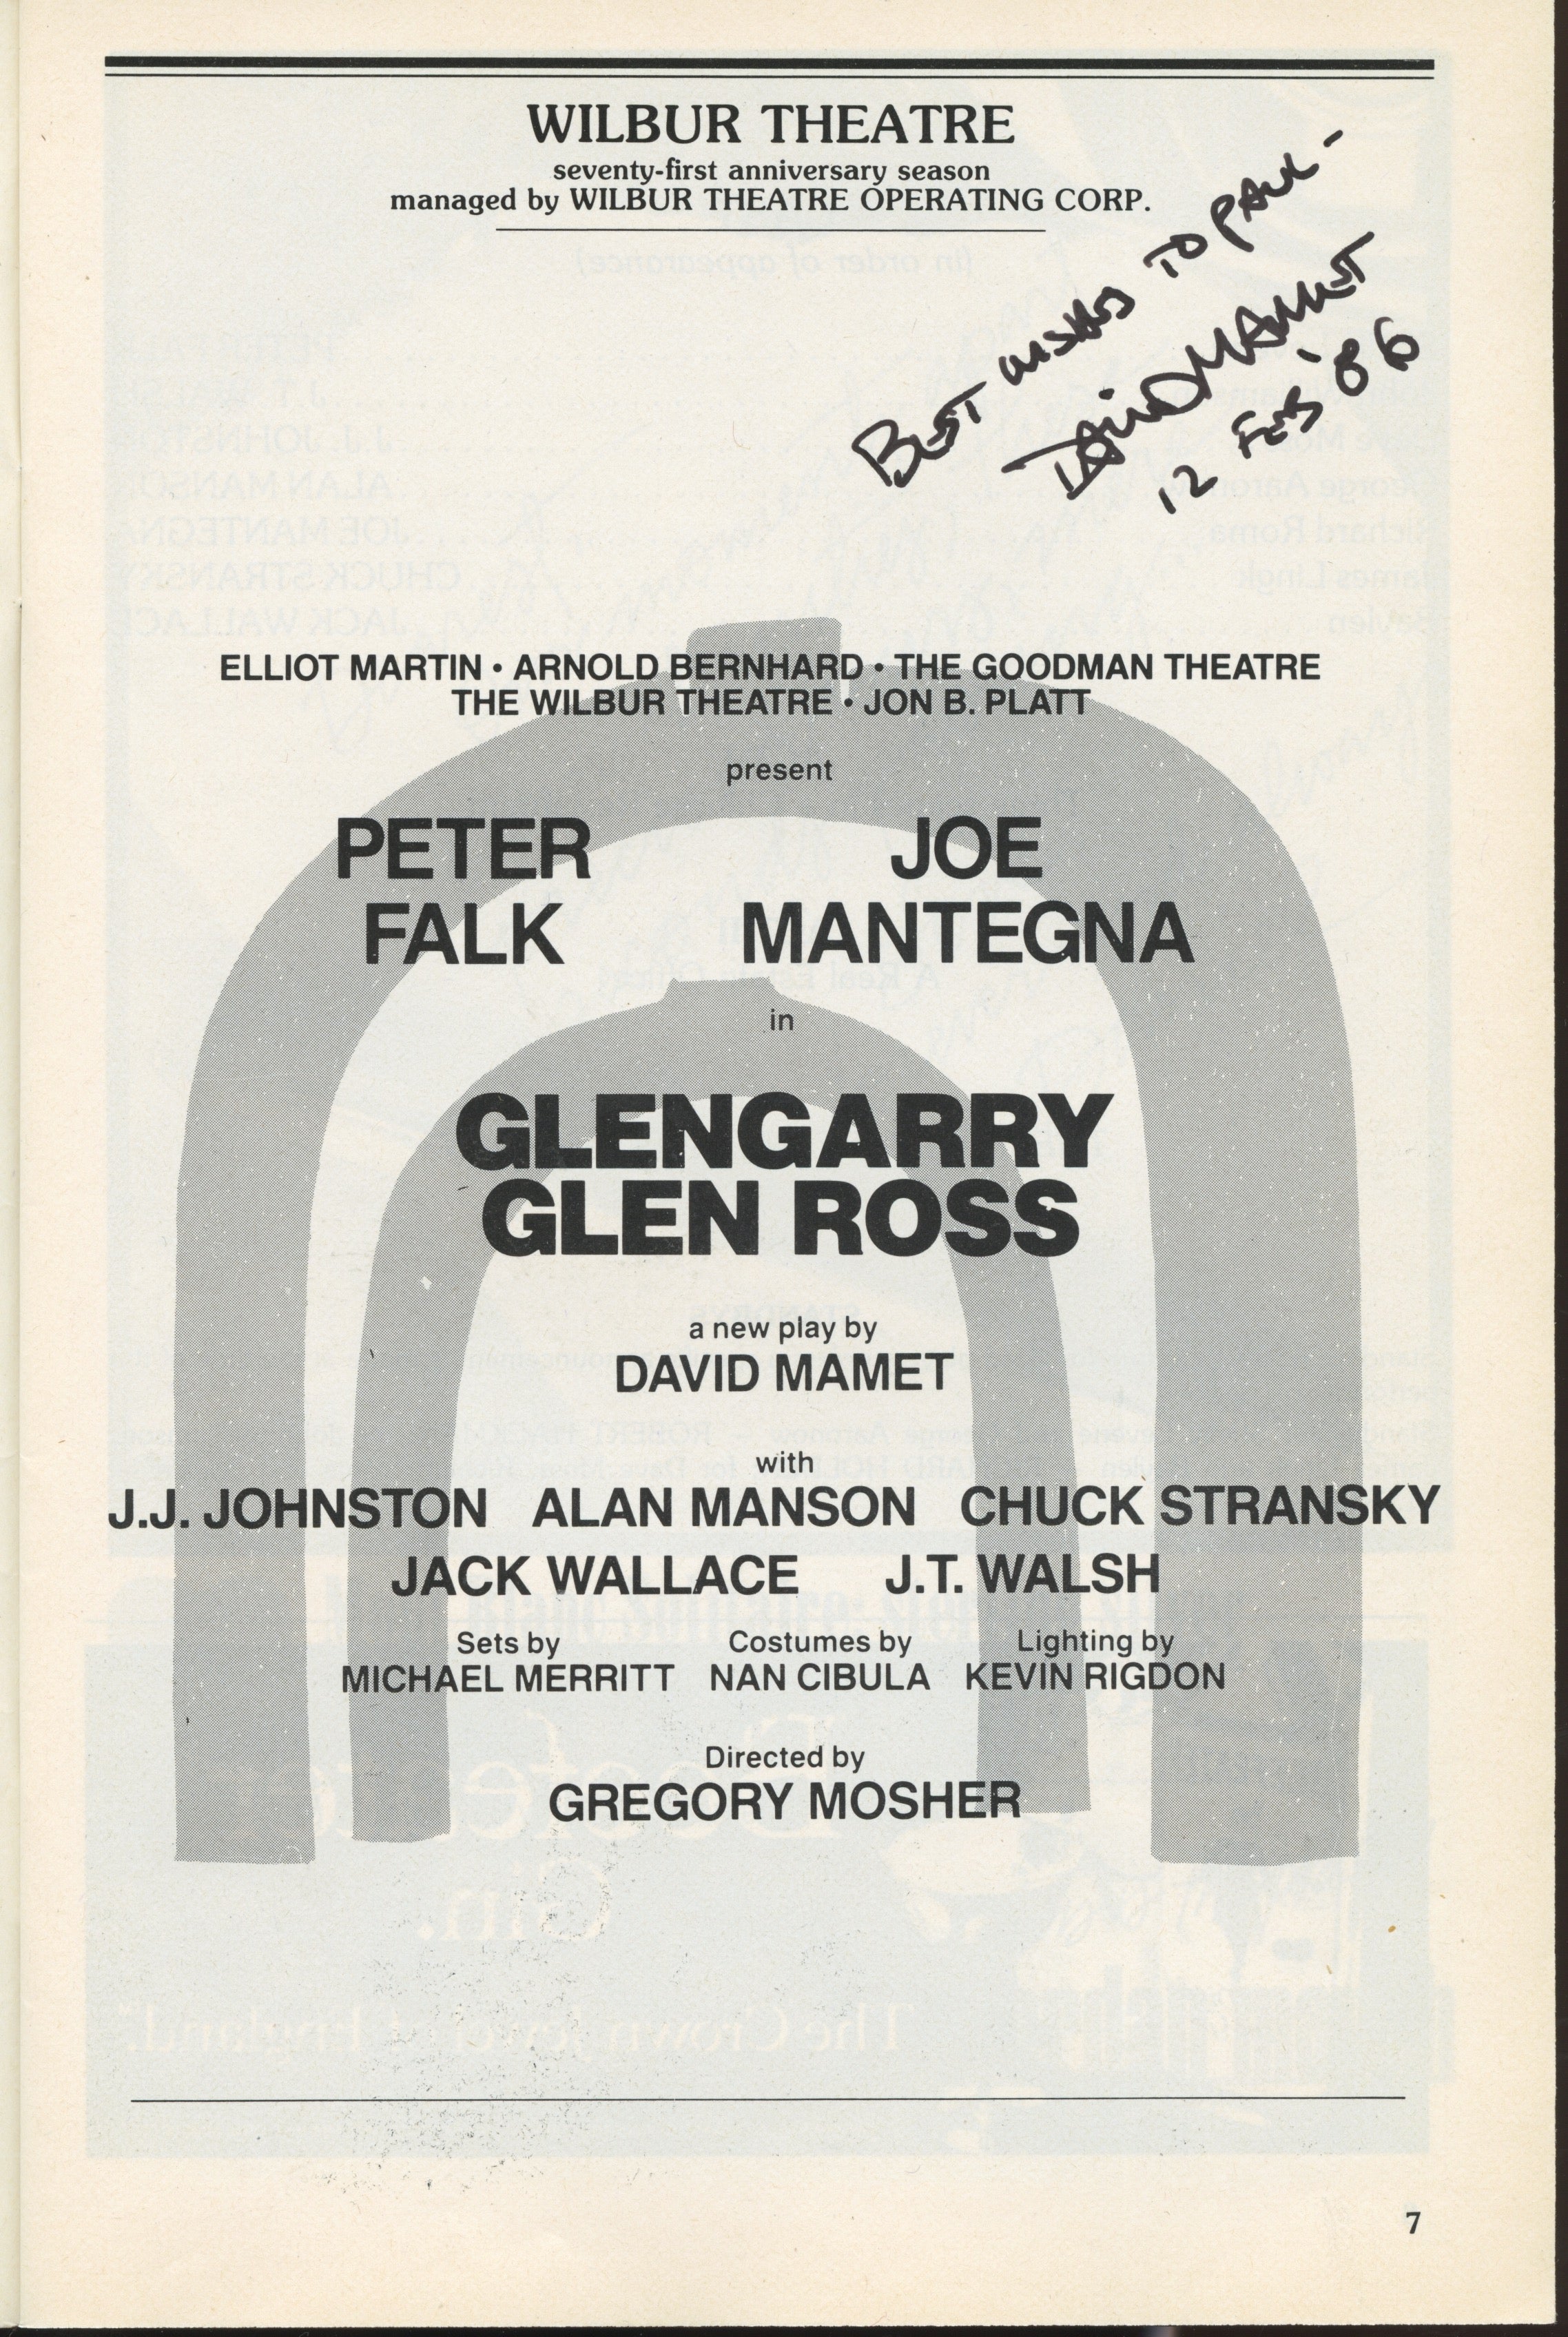 WILBUR THEATRE
seventy-first anniversary season
managed by WILBUR THEATRE OPERATING CORP.
BEST WISHES TO PAUL -
DAVID MAMET
12 FEB '86
ELLIOT MARTIN • ARNOLD BERNHARD • THE GOODMAN THEATRE
THE WILBUR THEATRE • JON B. PLATT
present
PETER FALK
JOE MANTEGNA
in
GLENGARRY
GLEN ROSS
a new play by
DAVID MAMET
with
J.J. JOHNSTON ALAN MANSON CHUCK STRANSKY
JACK WALLACE J.T. WALSH
Sets by Costumes by Lighting by
MICHAEL MERRITT NAN CIBULA KEVIN RIGDON
Directed by
GREGORY MOSHER
7